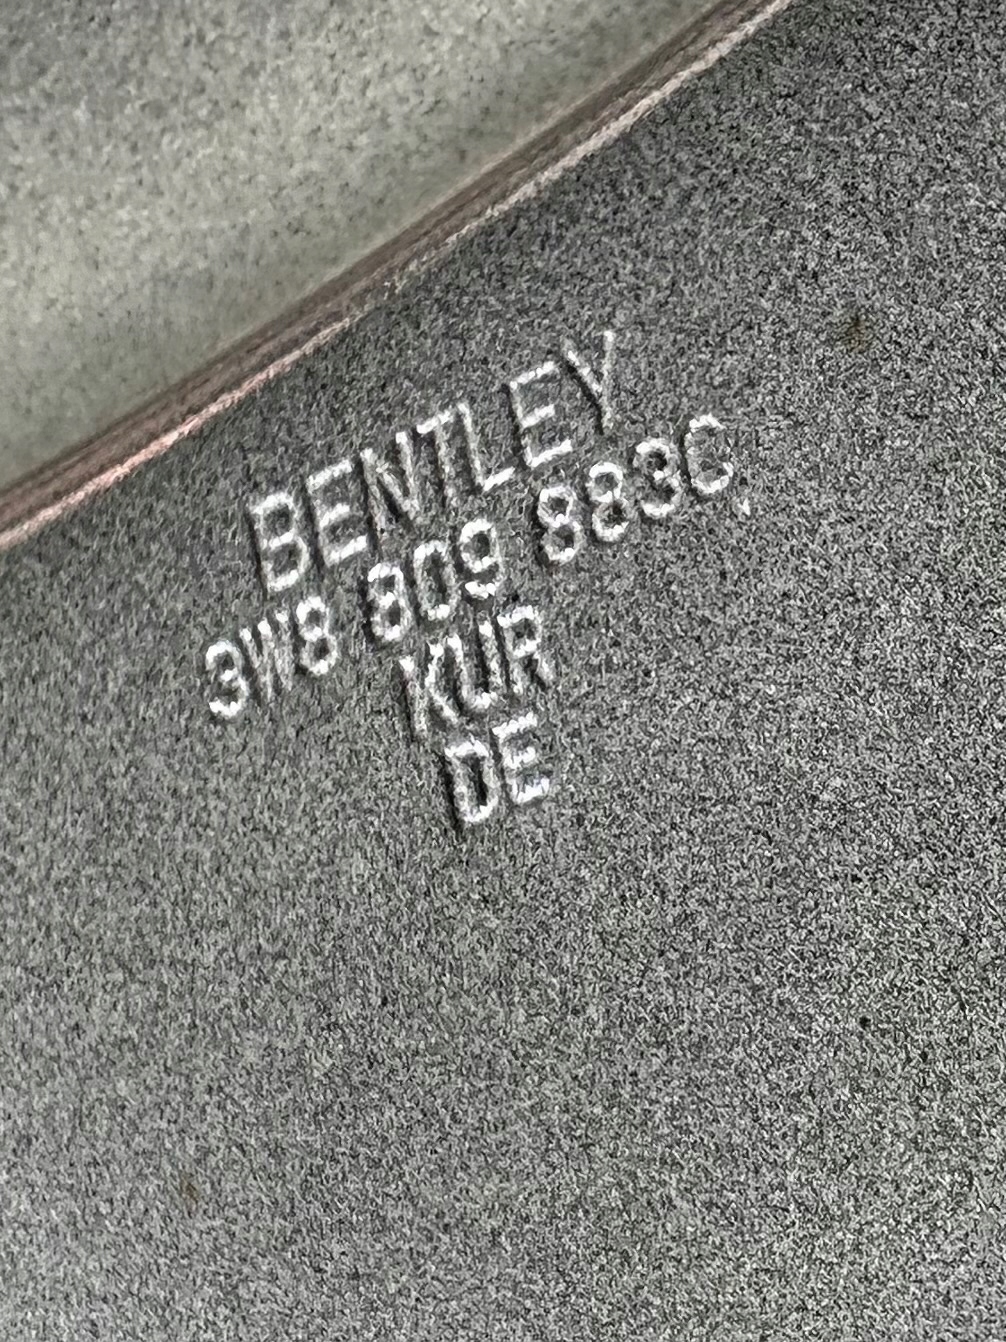 BENTLEY
3W8 809 883C
KUR
DE